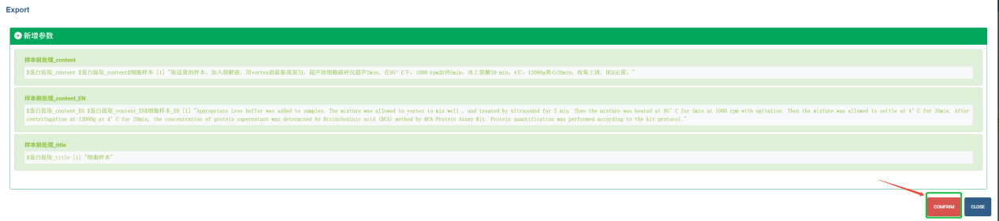 Export
新增参数
样本前处理_content
$蛋白提取_content $蛋白提取_content$细胞样本 [1] "取适量的样本，加入裂解液，用vortex涡旋振荡混匀，超声波细胞破碎仪超声2min，在95°C下，1000 rpm加热5min，冰上裂解10 min，4℃，12000g离心20min，收集上清，BCA定量。"
样本前处理_content_EN
$蛋白提取_content_EN $蛋白提取_content_EN$细胞样本_EN [1] "Appropriate Lyse buffer was added to samples. The mixture was allowed to vortex to mix well , and treated by ultrasound for 2 min. Then the mixture was heated at 95°C for 5min at 1000 rpm with agitation. Then the mixture was allowed to settle at 4°C for 10min. After
centrifugation at 12000g at 4°C for 20min, the concentration of protein supernatant was determined by Bicinchoninic acid (BCA) method by BCA Protein Assay Kit. Protein quantification was performed according to the kit protocol."
样本前处理_title
$蛋白提取_title [1] "细胞样本"
COMFRIM
CLOSE